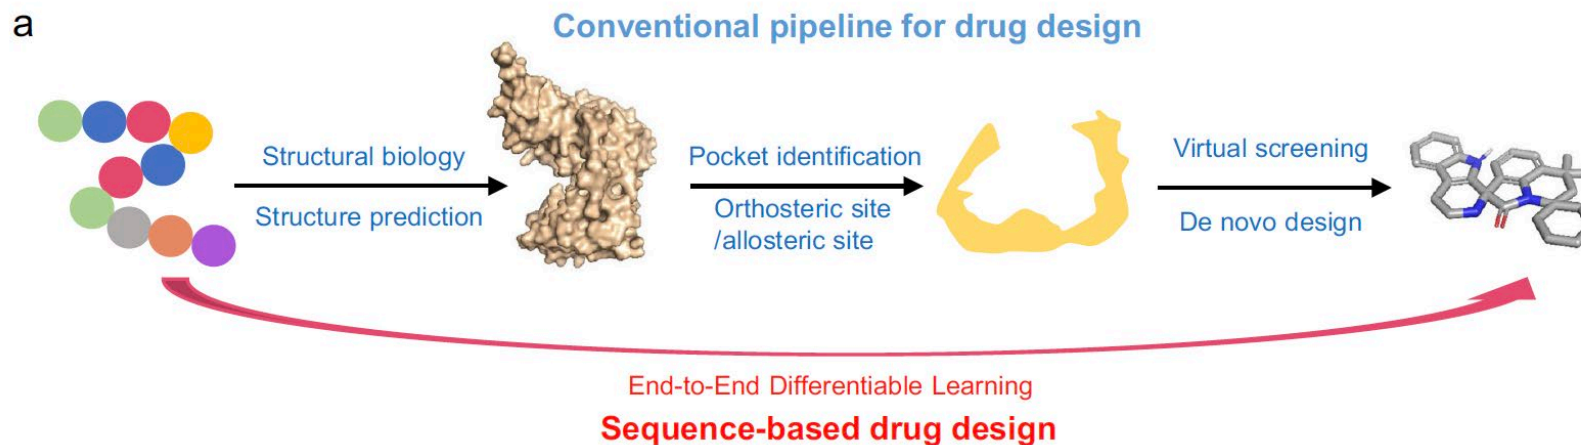 a
Conventional pipeline for drug design
Structural biology
Structure prediction
Pocket identification
Orthosteric site
/allosteric site
Virtual screening
De novo design
End-to-End Differentiable Learning
Sequence-based drug design